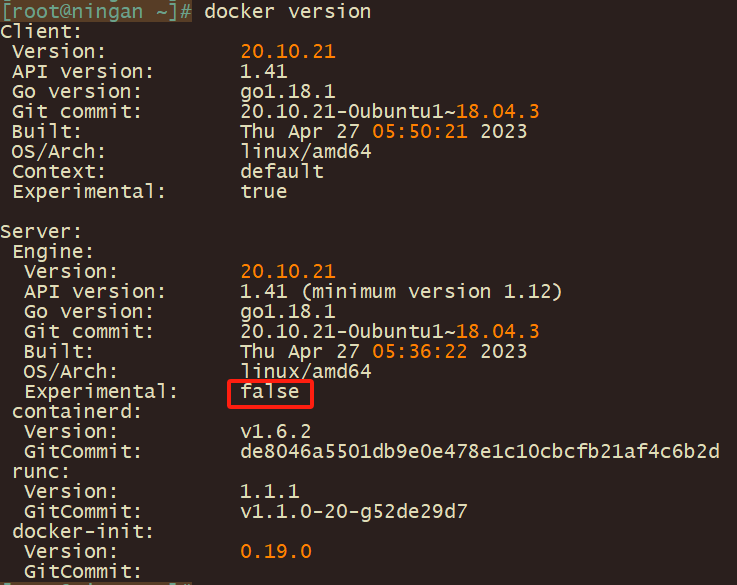 [root@ningan ~]# docker version
Client:
 Version:           20.10.21
 API version:       1.41
 Go version:        go1.18.1
 Git commit:        20.10.21-0ubuntu1~18.04.3
 Built:             Thu Apr 27 05:50:21 2023
 OS/Arch:           linux/amd64
 Context:           default
 Experimental:      true

Server:
 Engine:
  Version:          20.10.21
  API version:      1.41 (minimum version 1.12)
  Go version:       go1.18.1
  Git commit:       20.10.21-0ubuntu1~18.04.3
  Built:            Thu Apr 27 05:36:22 2023
  OS/Arch:          linux/amd64
  Experimental:     false
 containerd:
  Version:          v1.6.2
  GitCommit:        de8046a5501db9e0e478e1c10cbcfb21af4c6b2d
 runc:
  Version:          1.1.1
  GitCommit:        v1.1.0-20-g52de29d7
 docker-init:
  Version:          0.19.0
  GitCommit: